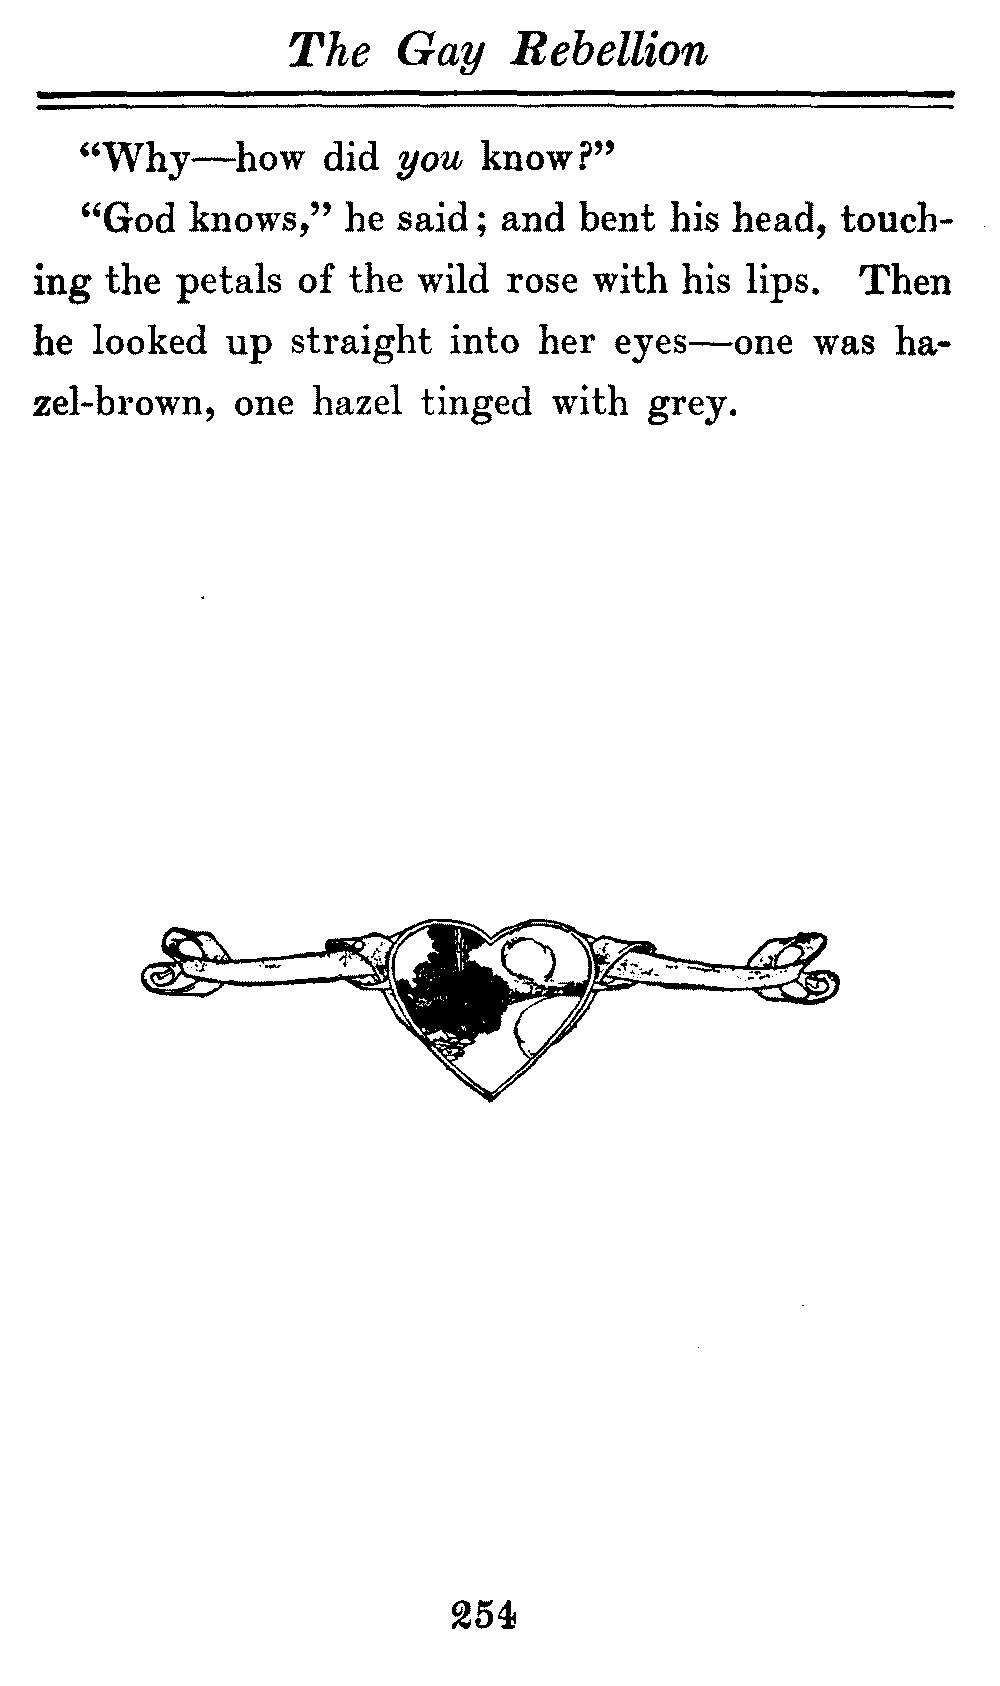 The Gay Rebellion
“Why—how did you know?”
“God knows,” he said; and bent his head, touch-
ing the petals of the wild rose with his lips. Then
he looked up straight into her eyes—one was ha-
zel-brown, one hazel tinged with grey.
254